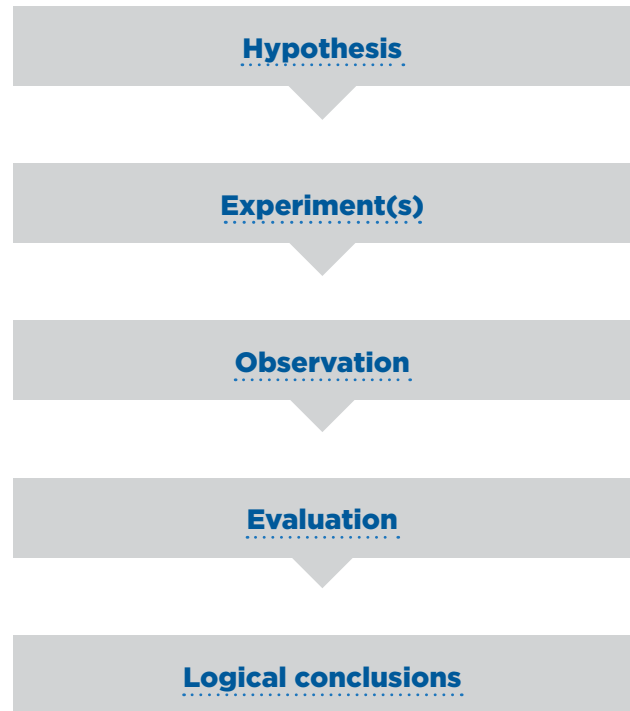 Hypothesis
Experiment(s)
Observation
Evaluation
Logical conclusions